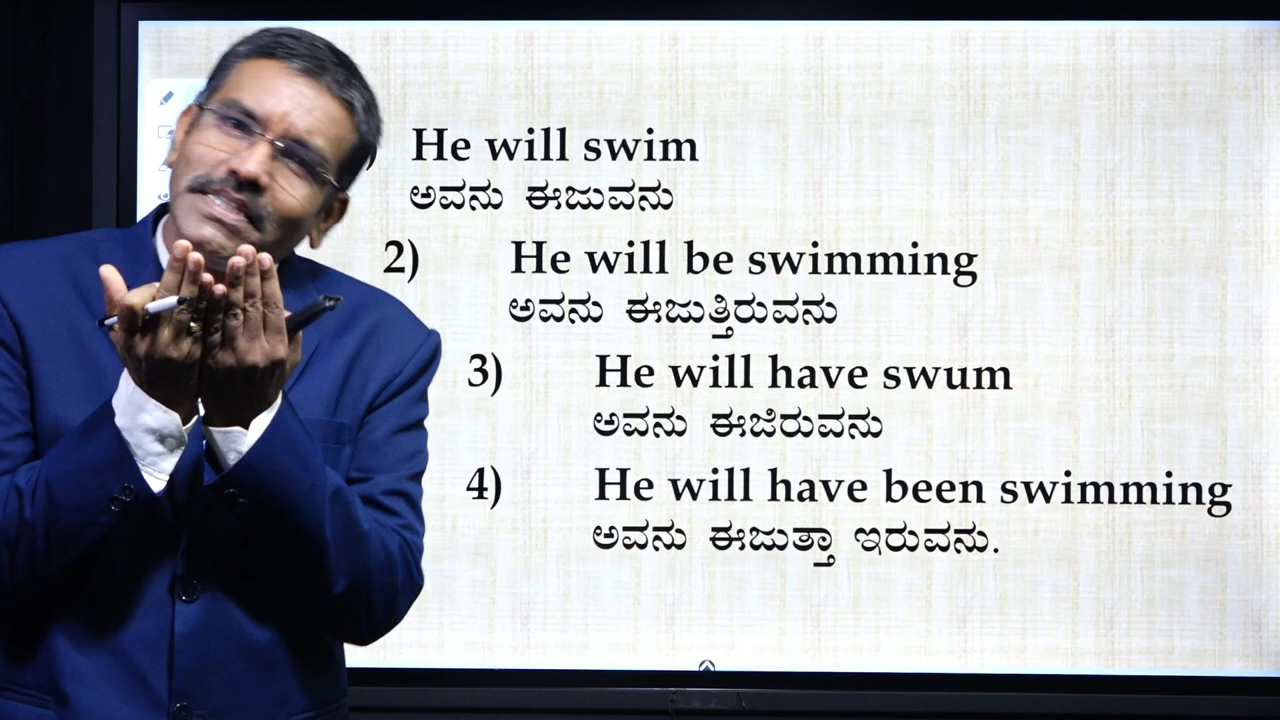 He will swim
ಅವನು ಈಜುವನು
2) He will be swimming
ಅವನು ಈಜುತ್ತಿರುವನು
3) He will have swum
ಅವನು ಈಜಿರುವನು
4) He will have been swimming
ಅವನು ಈಜುತ್ತಾ ಇರುವನು.